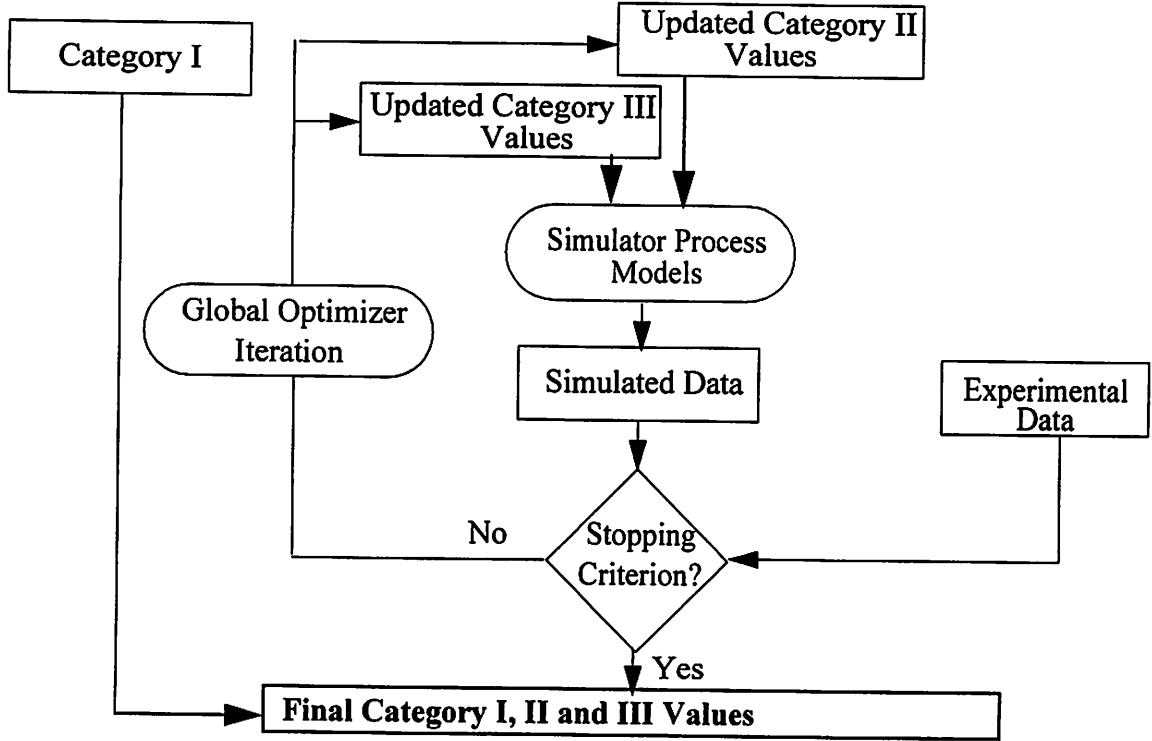 Category I
Updated Category II
Values
Updated Category III
Values
Simulator Process
Models
Global Optimizer
Iteration
Simulated Data
Experimental
Data
No
Stopping
Criterion?
Yes
Final Category I, II and III Values